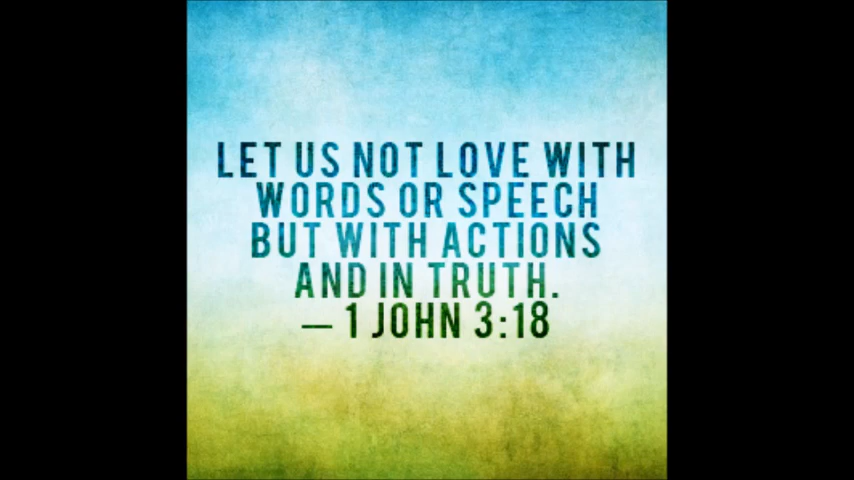 LET US NOT LOVE WITH
WORDS OR SPEECH
BUT WITH ACTIONS
AND IN TRUTH.
— 1 JOHN 3:18